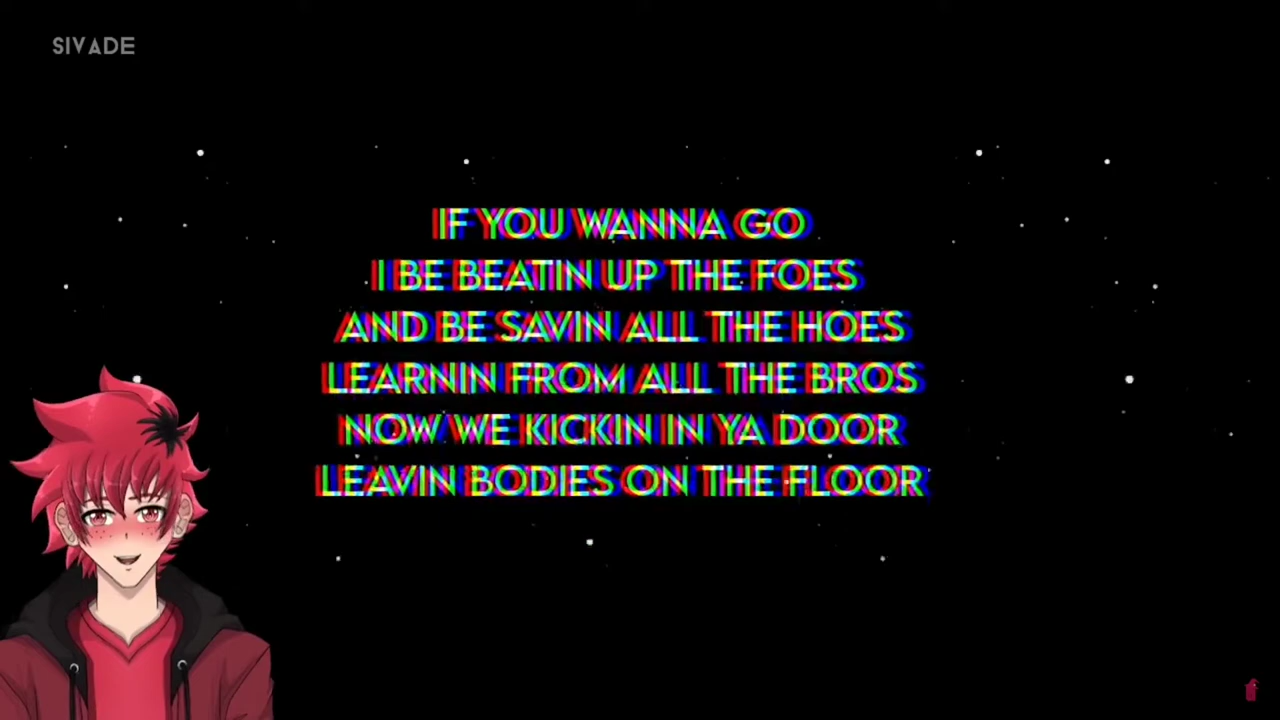 SIVADE
IF YOU WANNA GO
I BE BEATIN UP THE FOES
AND BE SAVIN ALL THE HOES
LEARNIN FROM ALL THE BROS
NOW WE KICKIN IN YA DOOR
LEAVIN BODIES ON THE FLOOR